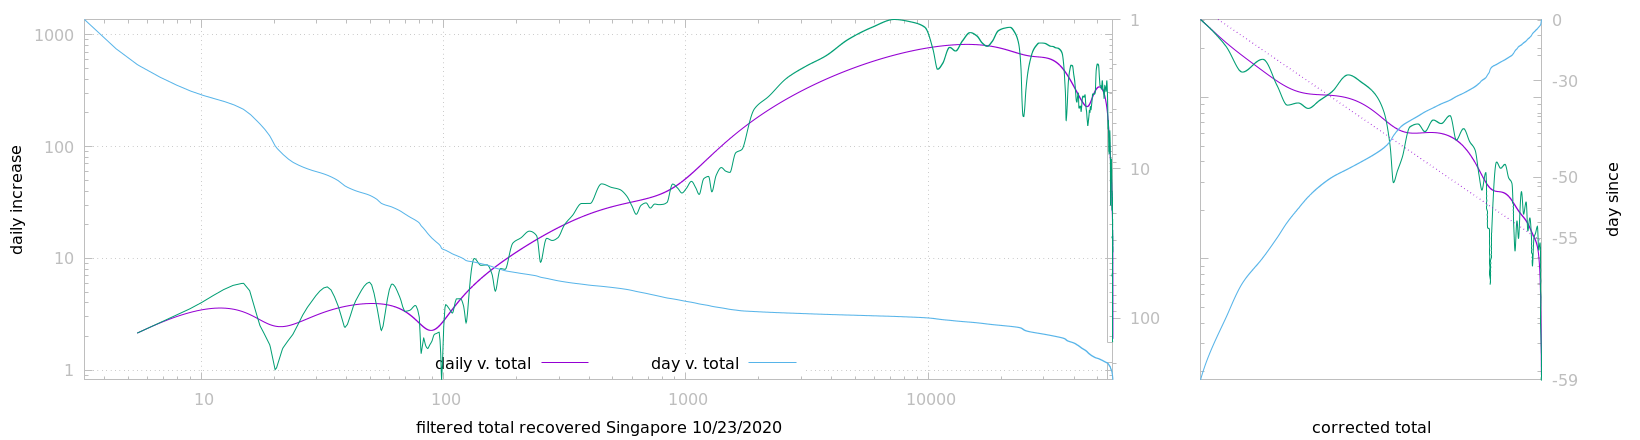 daily increase
1000
100
10
1
10
100
1000
10000
filtered total recovered Singapore 10/23/2020
daily v. total
day v. total
1
10
100
0
-30
-50
-55
-59
day since
corrected total